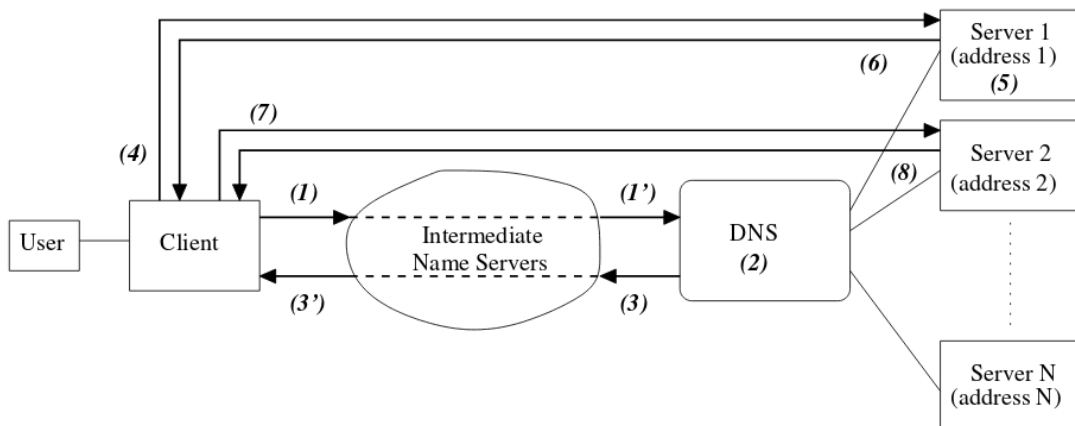 Server 1
(address 1)
(5)
(6)
(7)
(4)
Server 2
(address 2)
(8)
(1)
(1’)
User
Client
Intermediate
Name Servers
DNS
(2)
(3’)
(3)
Server N
(address N)